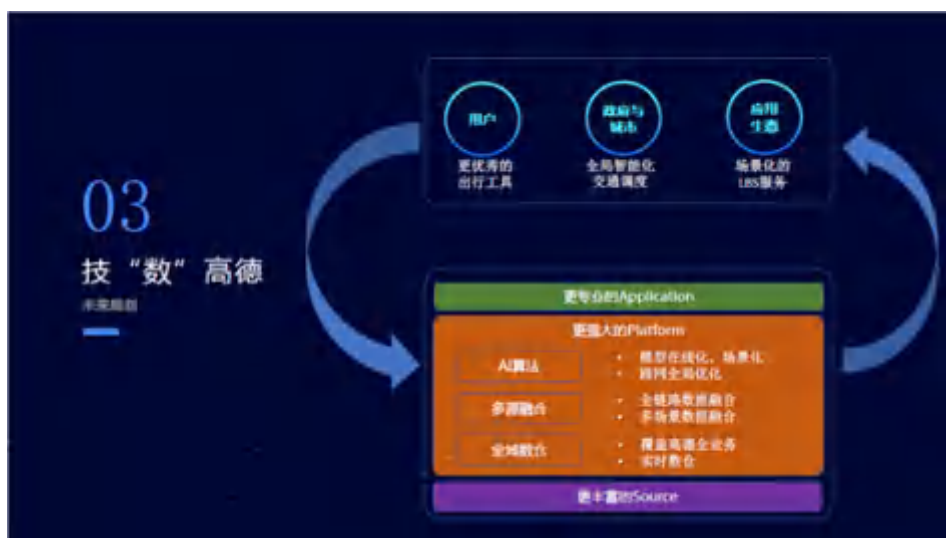 03
技“数”高德
未来规划
用户
政府与
城市
应用
生态
更优秀的
出行工具
全局智能化
交通调度
场景化的
LBS服务
更专业的Application
更强大的Platform
AI算法
• 模型在线化、场景化
• 路网全局优化
多源融合
• 全链路数据融合
• 多场景数据融合
全域数仓
• 覆盖高德全业务
• 实时数仓
更丰富的Source